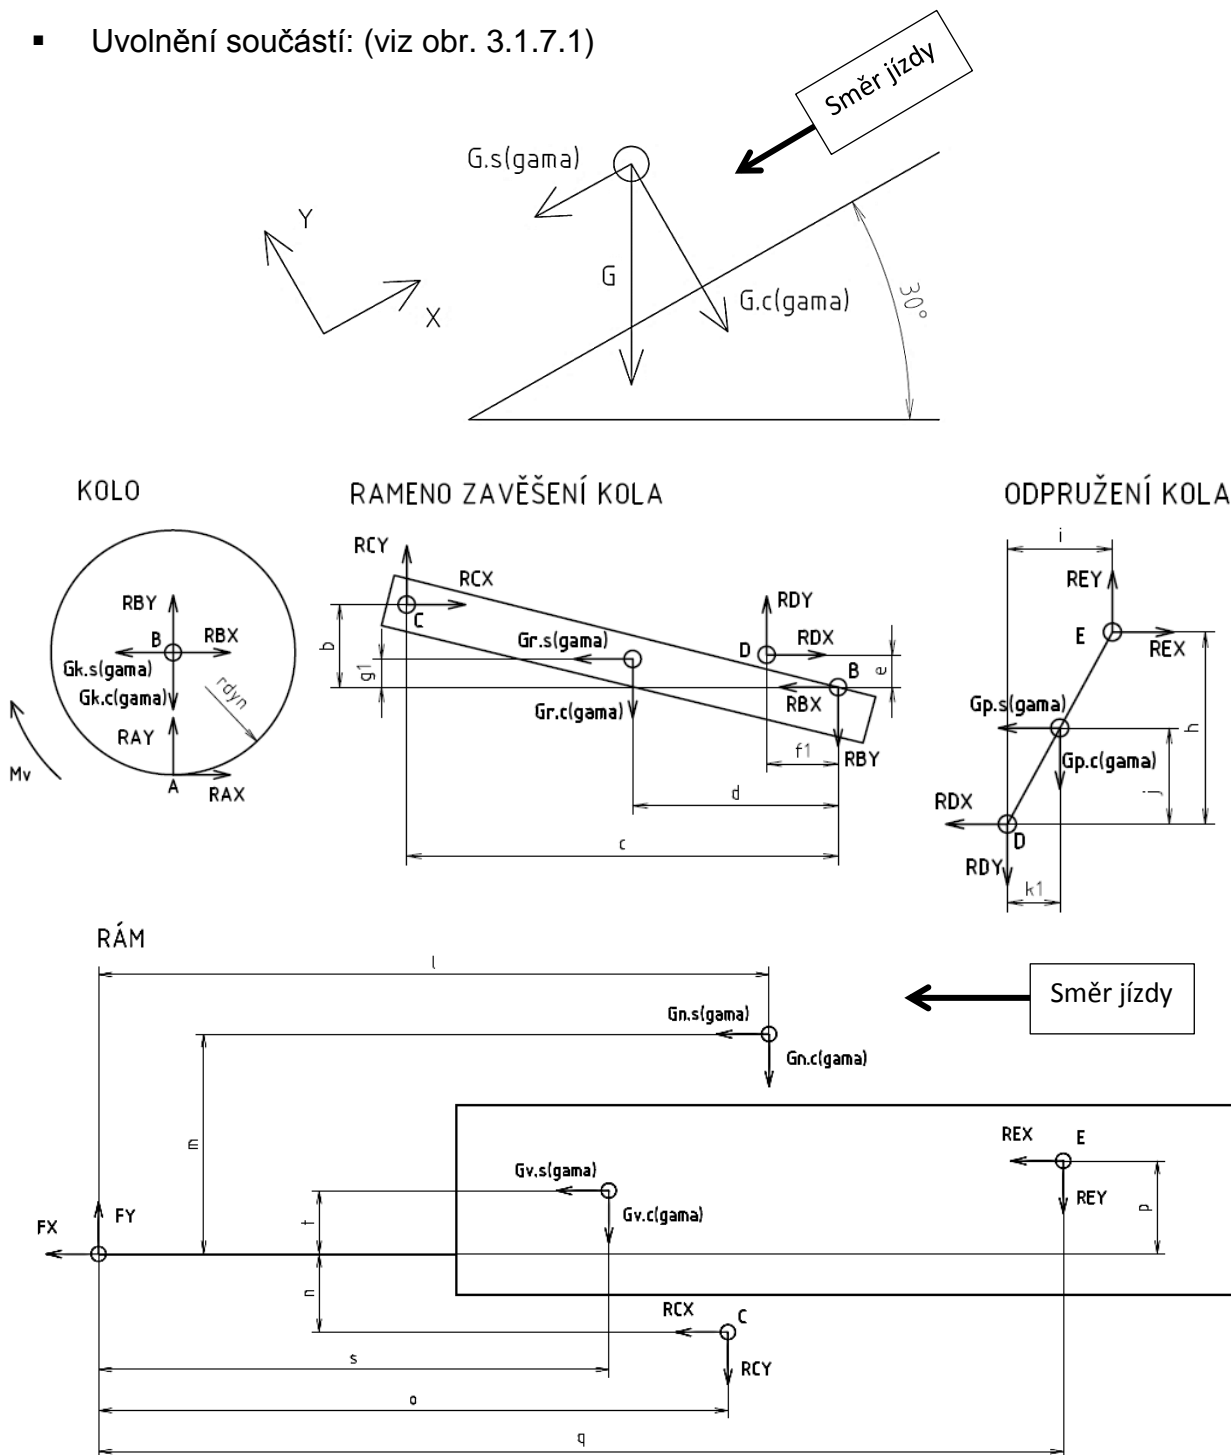 ▪ Uvolnění součástí: (viz obr. 3.1.7.1)
Směr jízdy
G.s(gama)
Y
G
X
G.c(gama)
30°
KOLO
RAMENO ZAVĚŠENÍ KOLA
ODPRUŽENÍ KOLA
RBY
B
RBX
Gk.s(gama)
Gk.c(gama)
rdyn
RAY
Mv
A
RAX
RCY
RCX
C
b
g1
Gr.s(gama)
Gr.c(gama)
RDY
D
RDX
B
e
RBX
RBY
f1
d
c
i
REY
E
REX
Gp.s(gama)
Gp.c(gama)
h
j
RDX
D
RDY
k1
RÁM
l
Směr jízdy
Gn.s(gama)
Gn.c(gama)
m
REX
E
REY
p
Gv.s(gama)
Gv.c(gama)
t
FX
FY
n
RCX
C
RCY
s
o
q